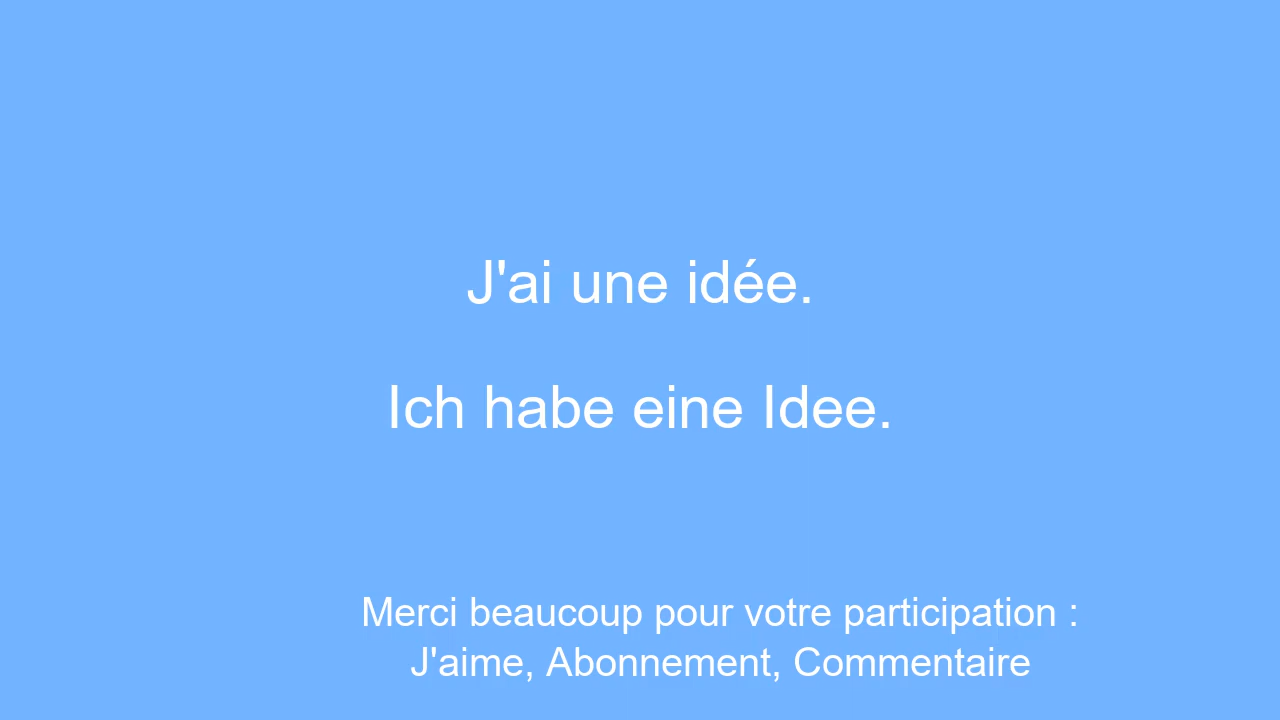 J'ai une idée.
Ich habe eine Idee.
Merci beaucoup pour votre participation :
J'aime, Abonnement, Commentaire